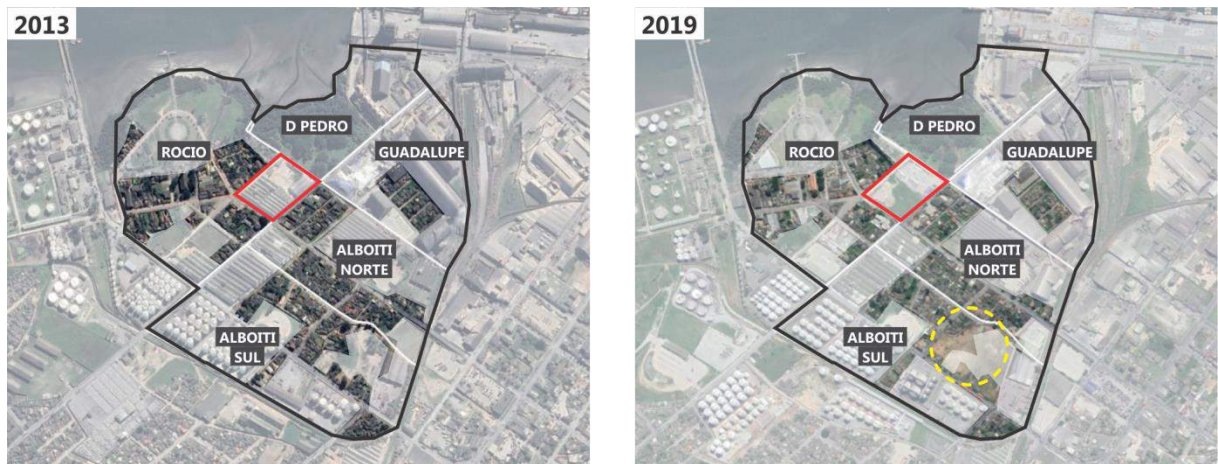 2013
D PEDRO
ROCIO
GUADALUPE
ALBOITI
NORTE
ALBOITI
SUL
2019
D PEDRO
ROCIO
GUADALUPE
ALBOITI
NORTE
ALBOITI
SUL